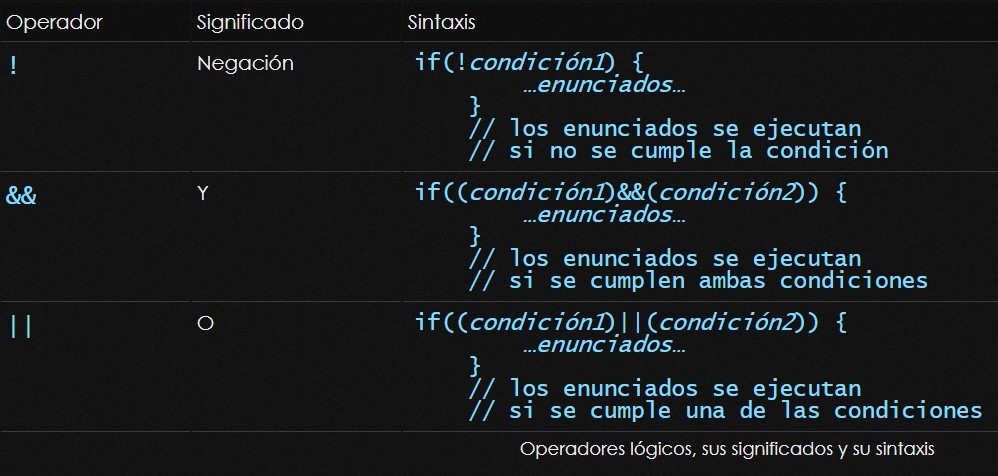 Operador Significado Sintaxis
! Negación if(!condición1) {
…enunciados…
}
// los enunciados se ejecutan
// si no se cumple la condición
&& Y if((condición1)&&(condición2)) {
…enunciados…
}
// los enunciados se ejecutan
// si se cumplen ambas condiciones
|| O if((condición1)||(condición2)) {
…enunciados…
}
// los enunciados se ejecutan
// si se cumple una de las condiciones
Operadores lógicos, sus significados y su sintaxis